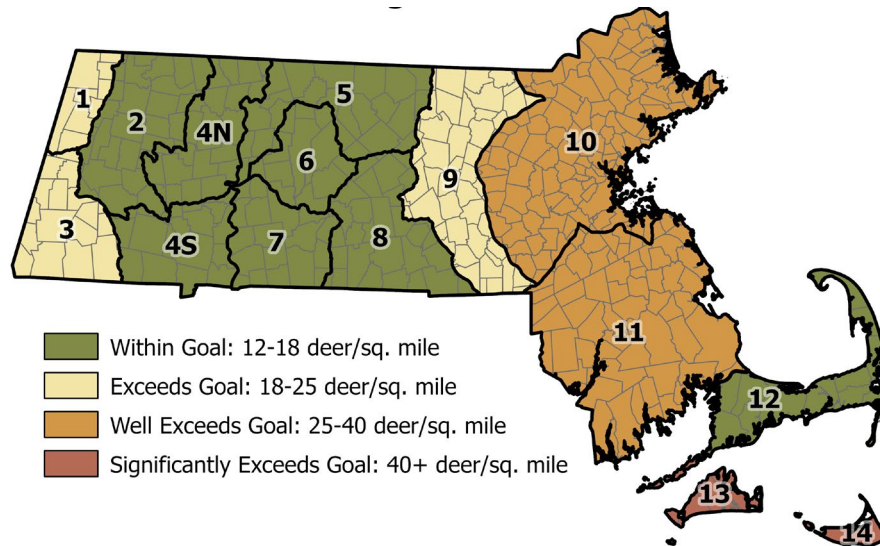 1
2
4N
5
6
10
9
3
4S
7
8
11
12
13
14
Within Goal: 12-18 deer/sq. mile
Exceeds Goal: 18-25 deer/sq. mile
Well Exceeds Goal: 25-40 deer/sq. mile
Significantly Exceeds Goal: 40+ deer/sq. mile